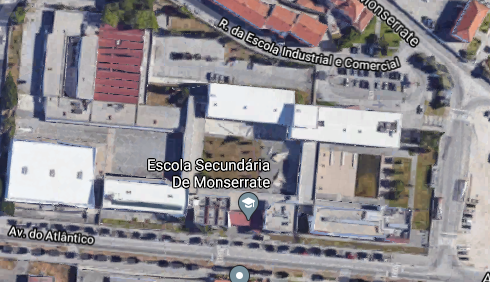 Monserrate
R. da Escola Industrial e Comercial
Escola Secundária
De Monserrate
Av. do Atlântico
A